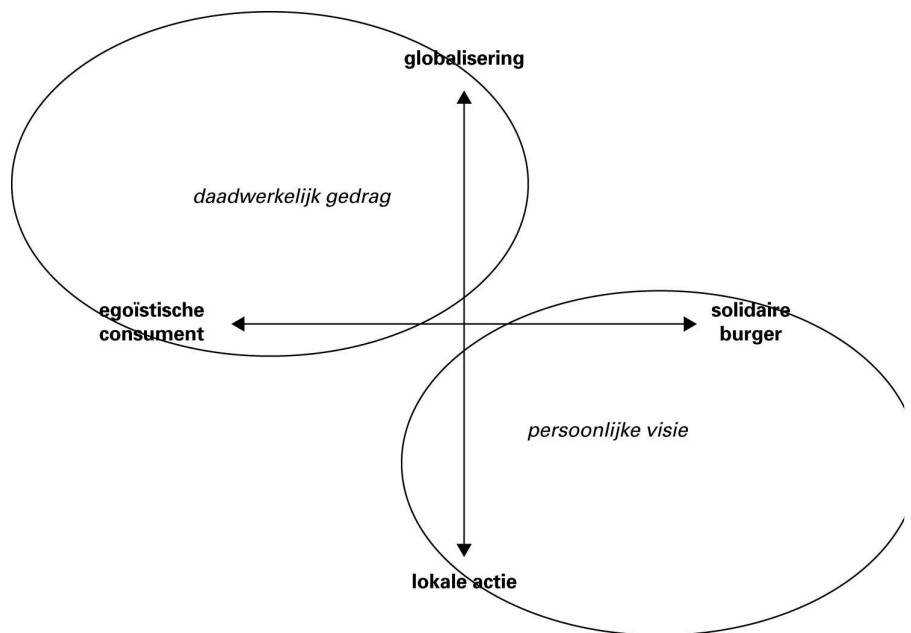 globalisering
daadwerkelijk gedrag
egoïstische
consument
solidaire
burger
persoonlijke visie
lokale actie